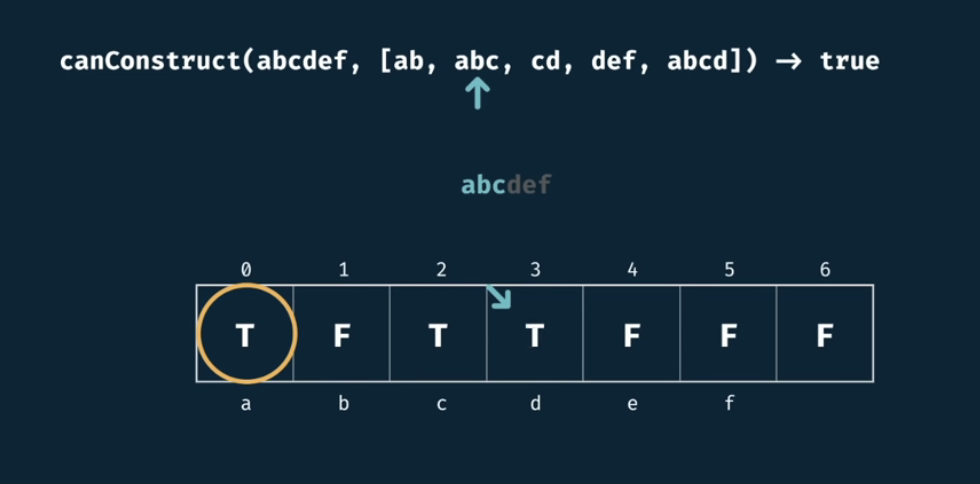 canConstruct(abcdef, [ab, abc, cd, def, abcd]) → true
abcdef
0 1 2 3 4 5 6
T F T T F F F
a b c d e f